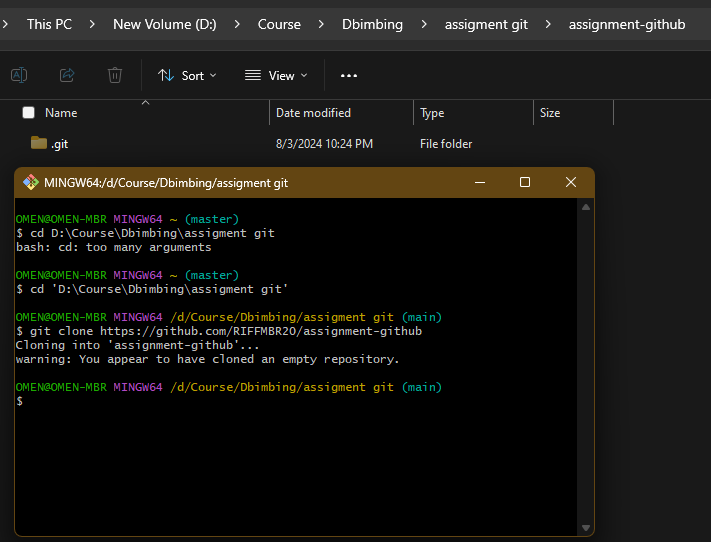 This PC > New Volume (D:) > Course > Dbimbing > assigment git > assignment-github
Sort View
Name Date modified Type Size
.git 8/3/2024 10:24 PM File folder
MINGW64:/d/Course/Dbimbing/assigment git
OMEN@OMEN-MBR MINGW64 ~ (master)
$ cd D:\Course\Dbimbing\assigment git
bash: cd: too many arguments
OMEN@OMEN-MBR MINGW64 ~ (master)
$ cd 'D:\Course\Dbimbing\assigment git'
OMEN@OMEN-MBR MINGW64 /d/Course/Dbimbing/assigment git (main)
$ git clone https://github.com/RIFFMBR20/assignment-github
Cloning into 'assignment-github'...
warning: You appear to have cloned an empty repository.
OMEN@OMEN-MBR MINGW64 /d/Course/Dbimbing/assigment git (main)
$